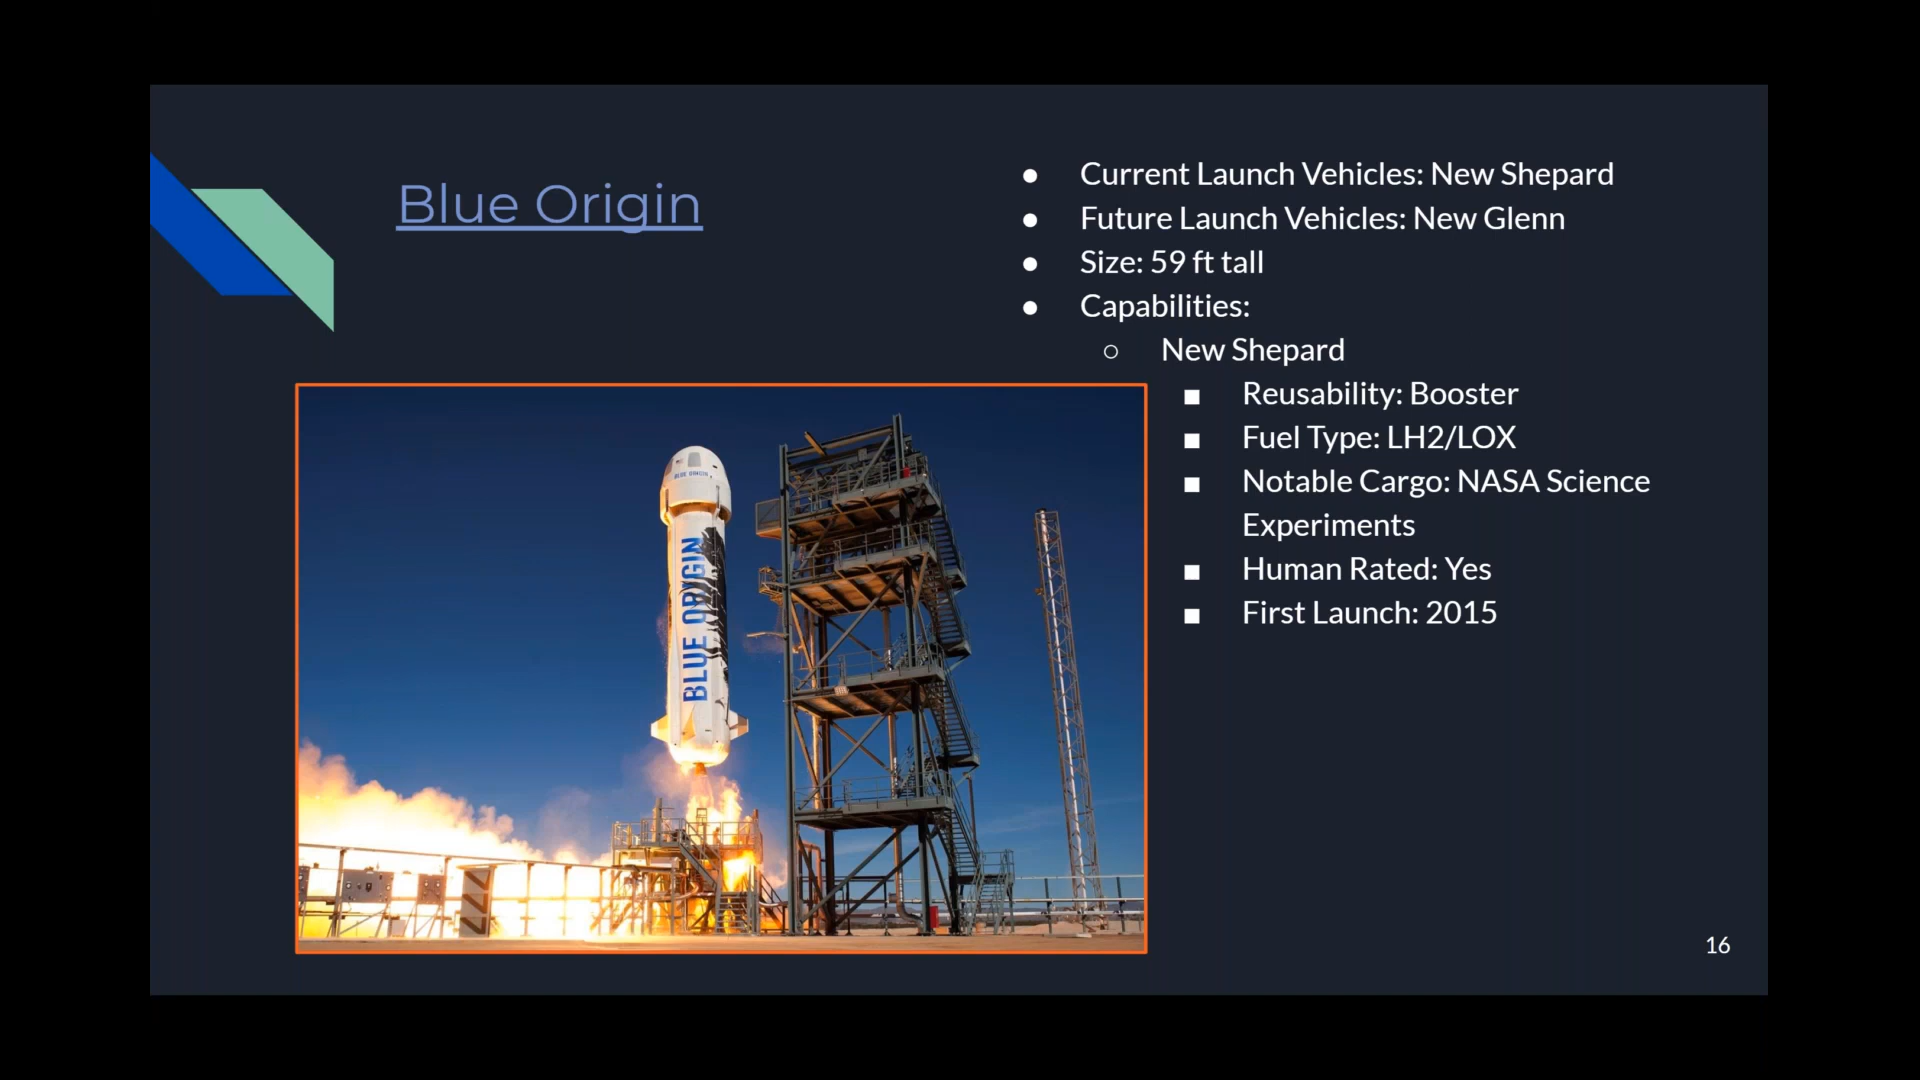 Blue Origin
Current Launch Vehicles: New Shepard
Future Launch Vehicles: New Glenn
Size: 59 ft tall
Capabilities:
New Shepard
Reusability: Booster
Fuel Type: LH2/LOX
Notable Cargo: NASA Science
Experiments
Human Rated: Yes
First Launch: 2015
BLUE ORIGIN
BLUE ORIGIN
16